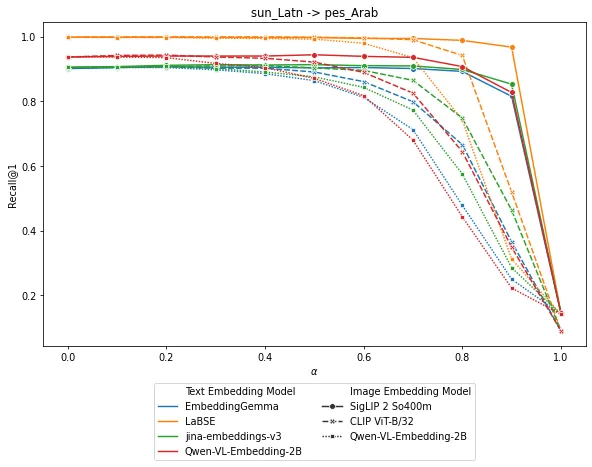 sun_Latn -> pes_Arab
1.0
0.8
0.6
0.4
0.2
Recall@1
0.0 0.2 0.4 0.6 0.8 1.0
α
Text Embedding Model Image Embedding Model
EmbeddingGemma SigLIP 2 So400m
LaBSE CLIP ViT-B/32
jina-embeddings-v3 Qwen-VL-Embedding-2B
Qwen-VL-Embedding-2B